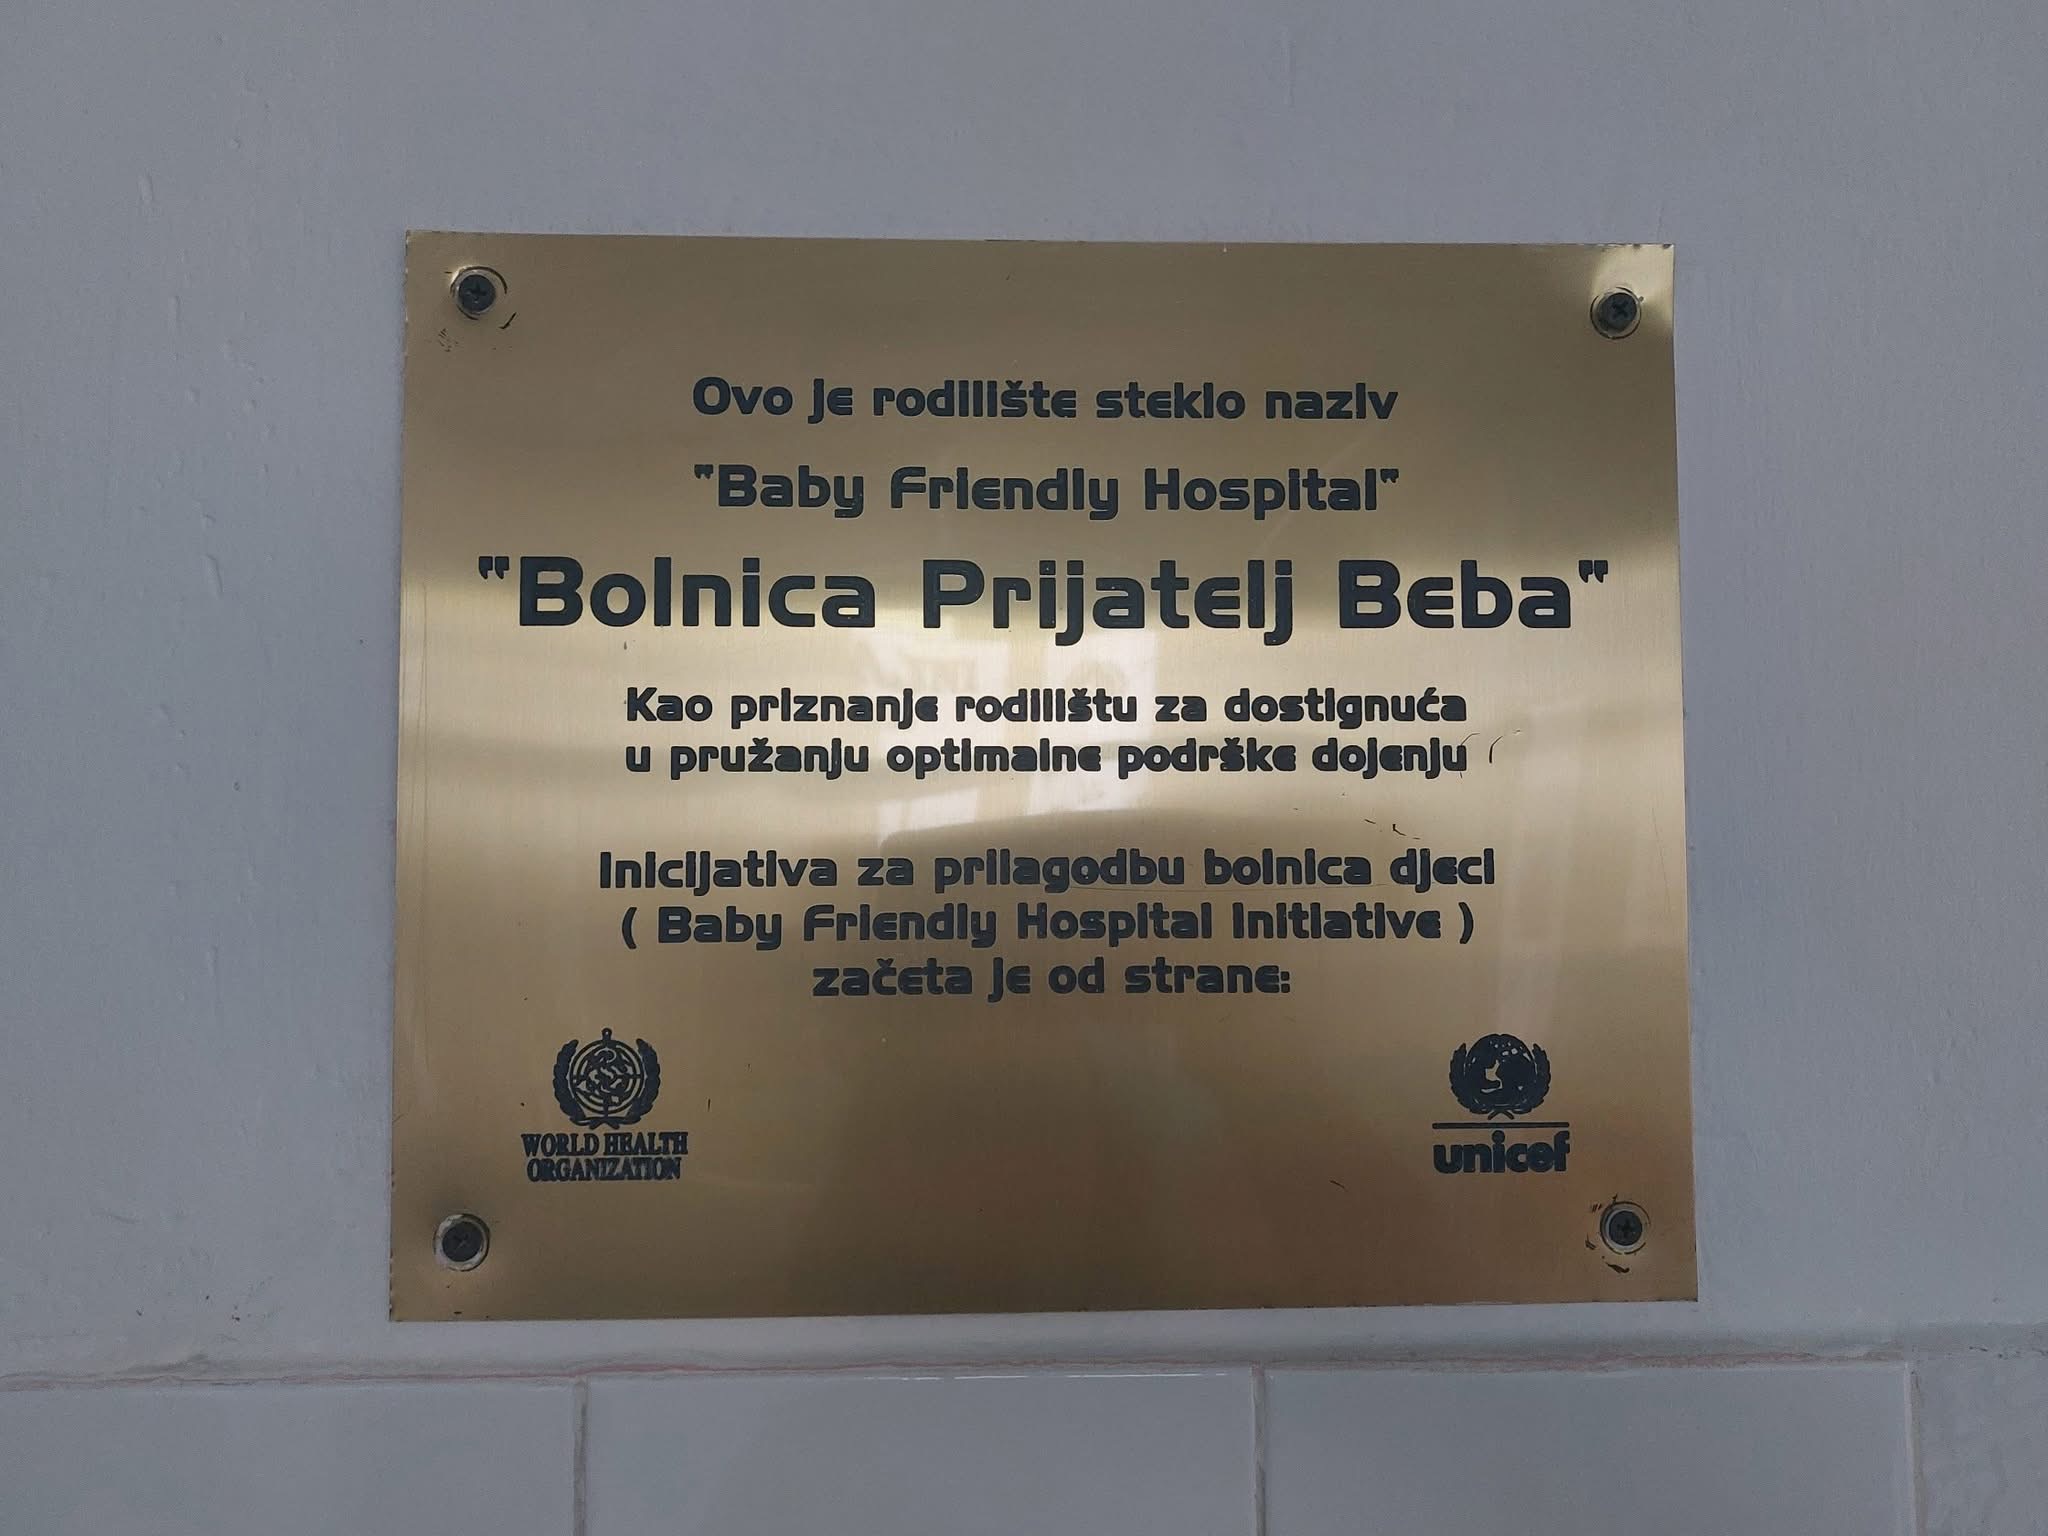 Ovo je rodilište steklo naziv
"Baby Friendly Hospital"
"Bolnica Prijatelj Beba"
Kao priznanje rodilištu za dostignuća
u pružanju optimalne podrške dojenju
Inicijativa za prilagodbu bolnica djeci
( Baby Friendly Hospital Initiative )
začeta je od strane:
WORLD HEALTH
ORGANIZATION
unicef